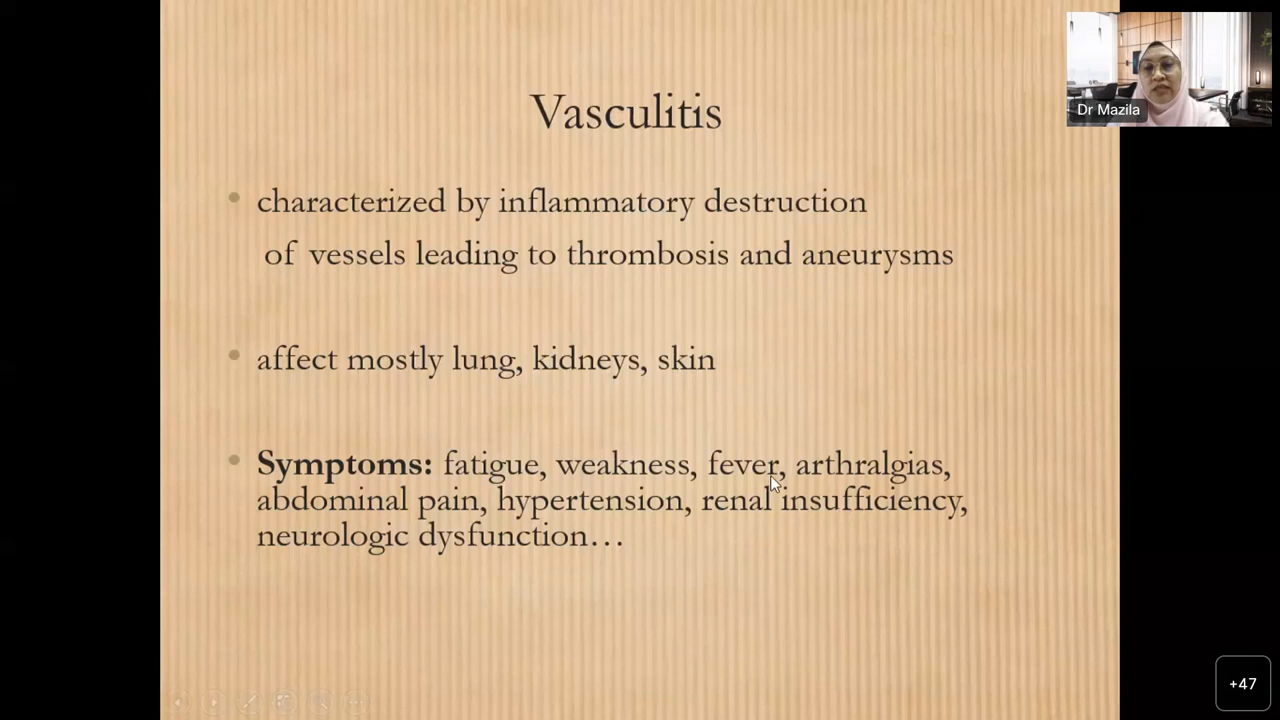 Vasculitis
Dr Mazila
• characterized by inflammatory destruction
of vessels leading to thrombosis and aneurysms
• affect mostly lung, kidneys, skin
• Symptoms: fatigue, weakness, fever, arthralgias,
abdominal pain, hypertension, renal insufficiency,
neurologic dysfunction…
+47